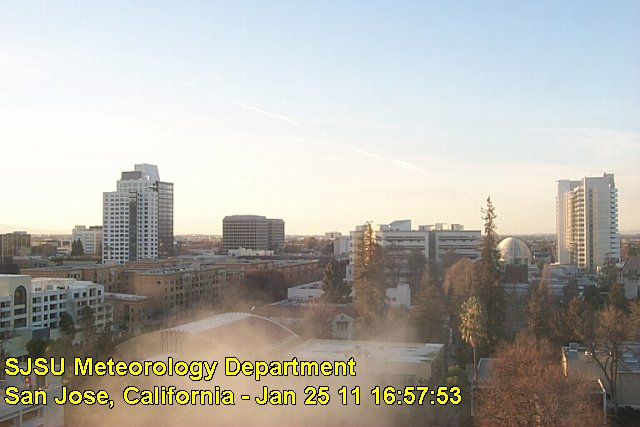 SJSU Meteorology Department
San Jose, California - Jan 25 11 16:57:53